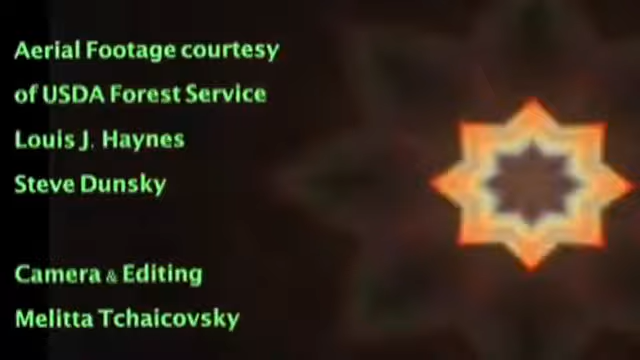 Aerial Footage courtesy
of USDA Forest Service
Louis J. Haynes
Steve Dunsky
Camera & Editing
Melitta Tchaicovsky